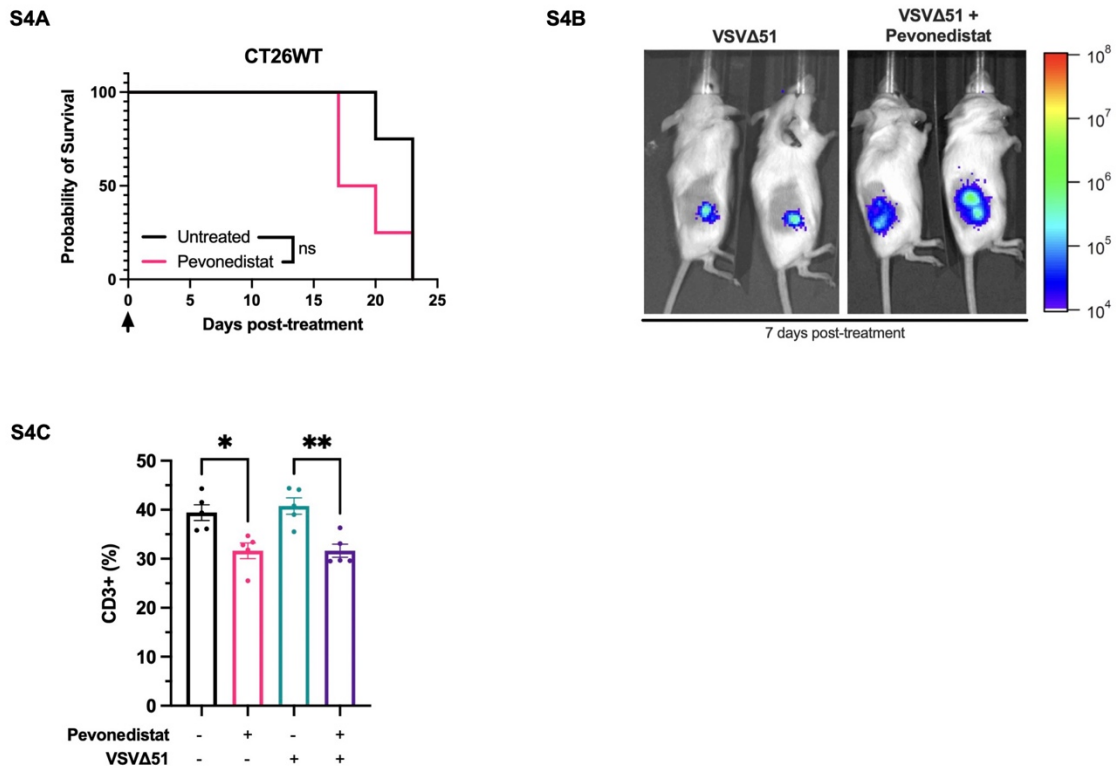 S4A
CT26WT
Probability of Survival
100
50
0
Untreated
Pevonedistat
ns
0 5 10 15 20 25
Days post-treatment
S4B
VSVΔ51
VSVΔ51 +
Pevonedistat
10⁸
10⁷
10⁶
10⁵
10⁴
7 days post-treatment
S4C
* **
CD3+ (%)
50
40
30
20
10
0
Pevonedistat - + - +
VSVΔ51 - - + +